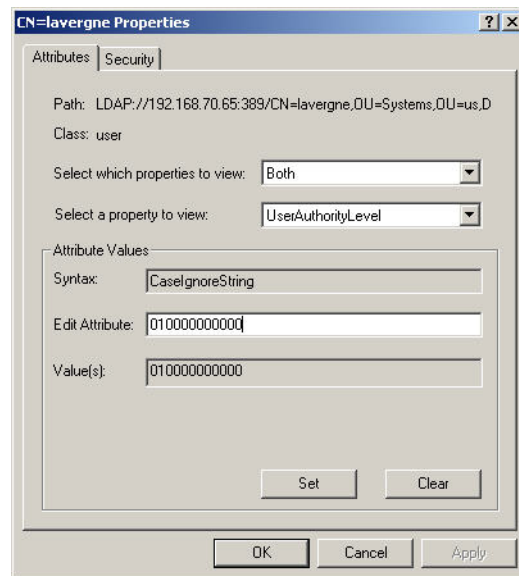 CN=lavergne Properties
Attributes Security
Path: LDAP://192.168.70.65:389/CN=lavergne,OU=Systems,OU=us,D
Class: user
Select which properties to view: Both
Select a property to view: UserAuthorityLevel
Attribute Values
Syntax: CaseIgnoreString
Edit Attribute: 010000000000
Value(s): 010000000000
Set Clear
OK Cancel Apply